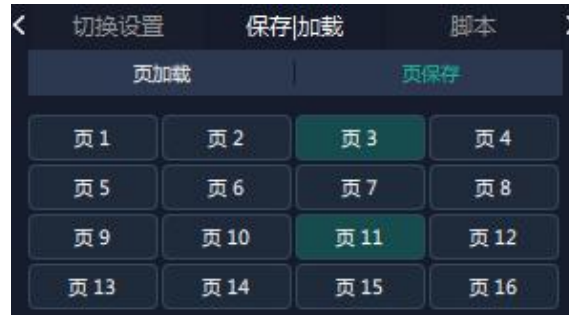 切换设置 保存|加载 脚本
页加载 页保存
页 1 页 2 页 3 页 4
页 5 页 6 页 7 页 8
页 9 页 10 页 11 页 12
页 13 页 14 页 15 页 16